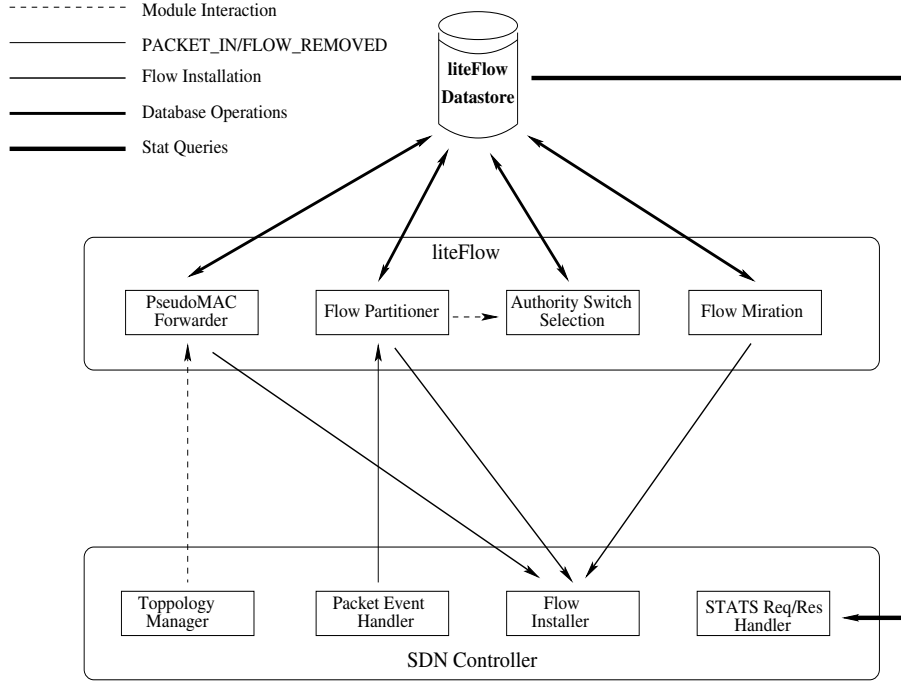 Module Interaction
PACKET_IN/FLOW_REMOVED
Flow Installation
Database Operations
Stat Queries
liteFlow
Datastore
liteFlow
PseudoMAC
Forwarder
Flow Partitioner
Authority Switch
Selection
Flow Miration
Toppology
Manager
Packet Event
Handler
Flow
Installer
STATS Req/Res
Handler
SDN Controller